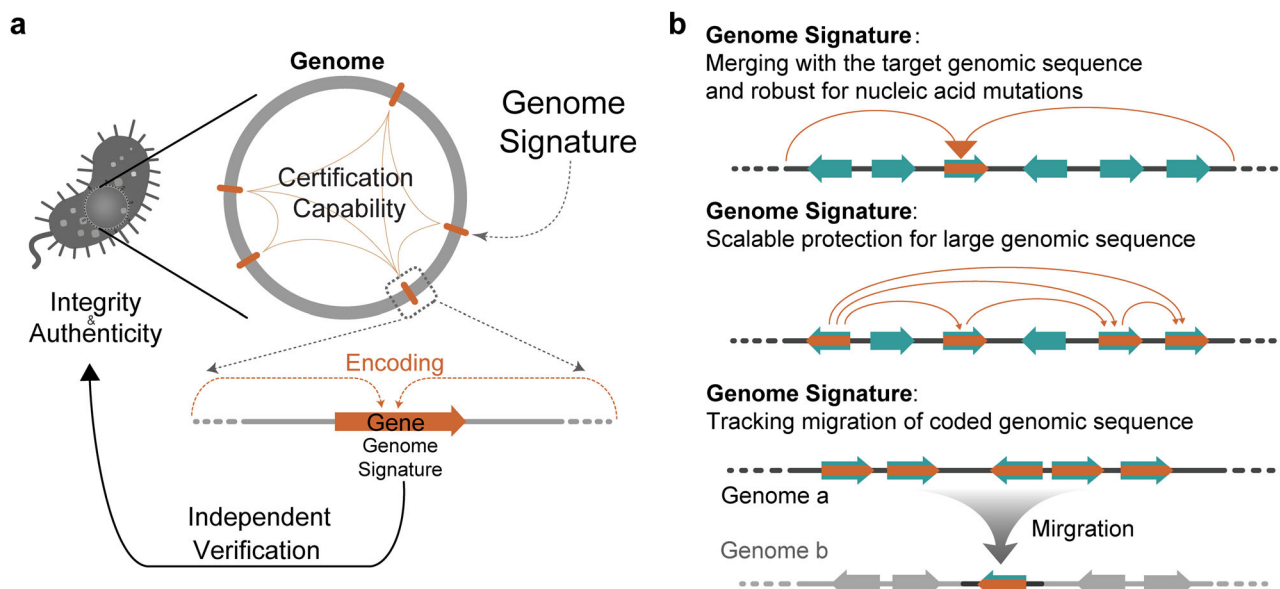 a
Genome
Genome
Signature
Certification
Capability
Integrity
&
Authenticity
Encoding
Gene
Genome
Signature
Independent
Verification
b
Genome Signature:
Merging with the target genomic sequence
and robust for nucleic acid mutations
Genome Signature:
Scalable protection for large genomic sequence
Genome Signature:
Tracking migration of coded genomic sequence
Genome a
Mirgration
Genome b